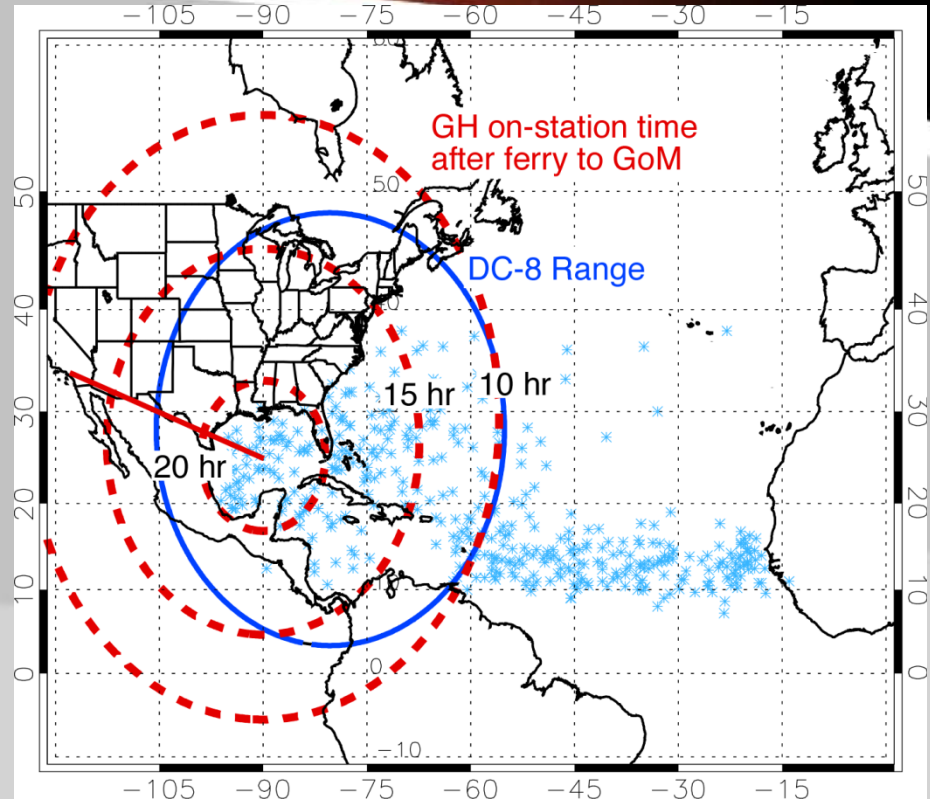 −105 −90 −75 −60 −45 −30 −15
GH on-station time
after ferry to GoM
50 50 50
DC-8 Range
40 40
15 hr 10 hr
30 30
20 hr
20 20
10 10
0 0 0
−10
−105 −90 −75 −60 −45 −30 −15